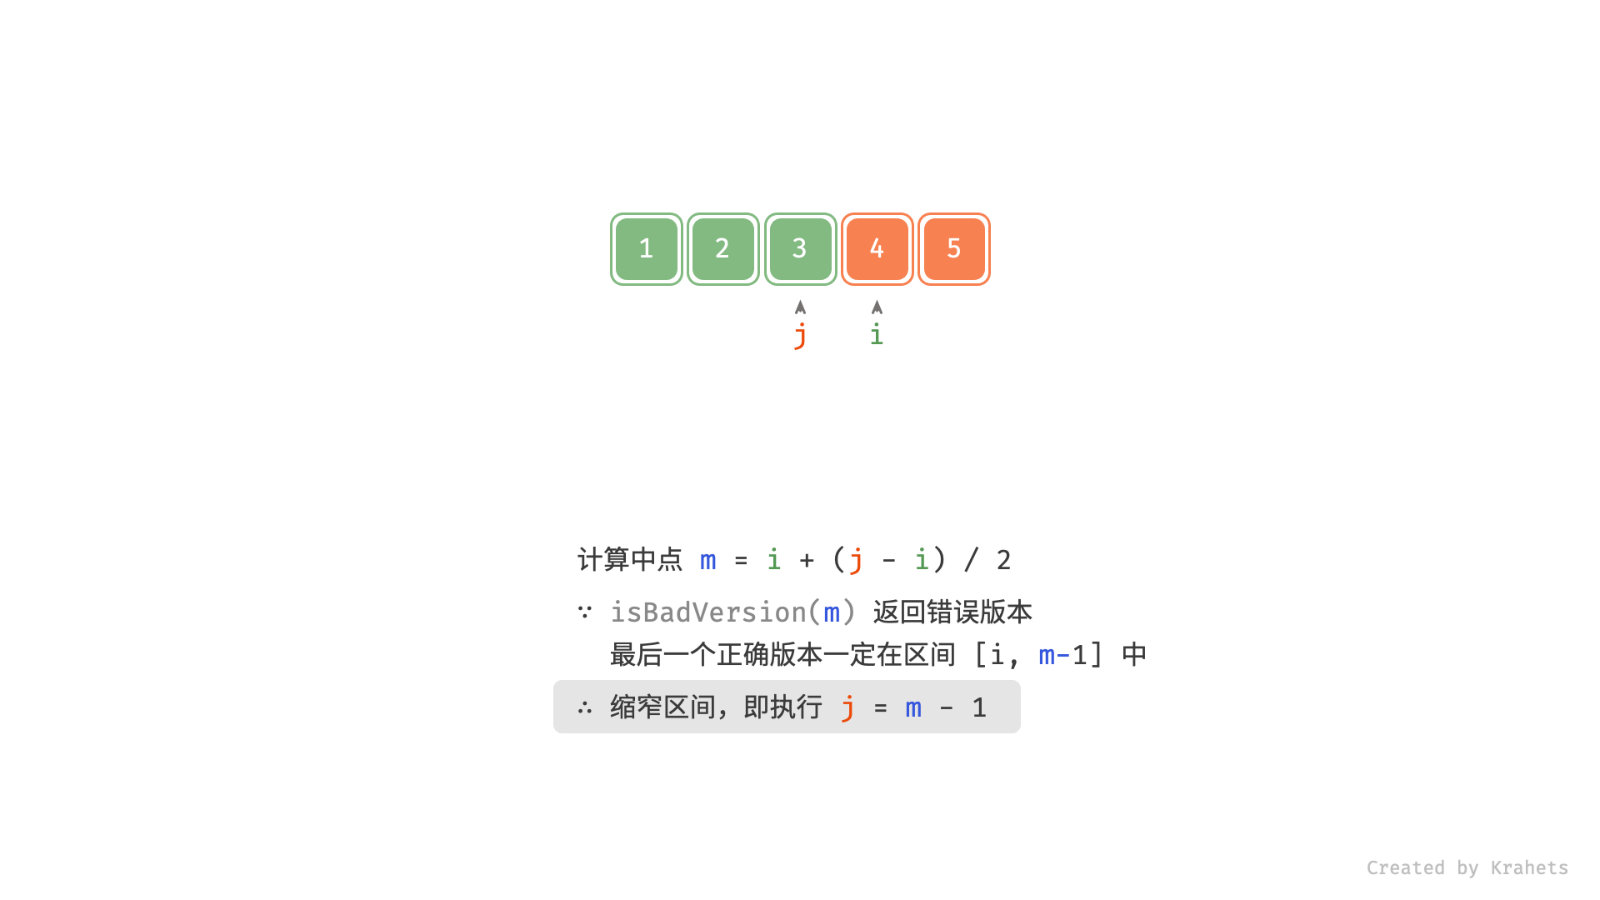 1 2 3 4 5
j i
计算中点 m = i + (j - i) / 2
∵ isBadVersion(m) 返回错误版本
最后一个正确版本一定在区间 [i, m-1] 中
∴ 缩窄区间，即执行 j = m - 1
Created by Krahets